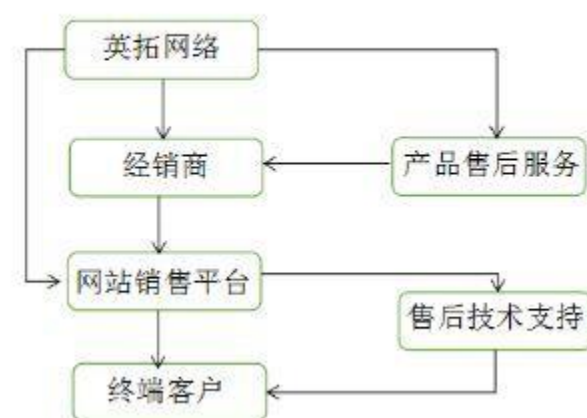 英拓网络
经销商
产品售后服务
网站销售平台
售后技术支持
终端客户